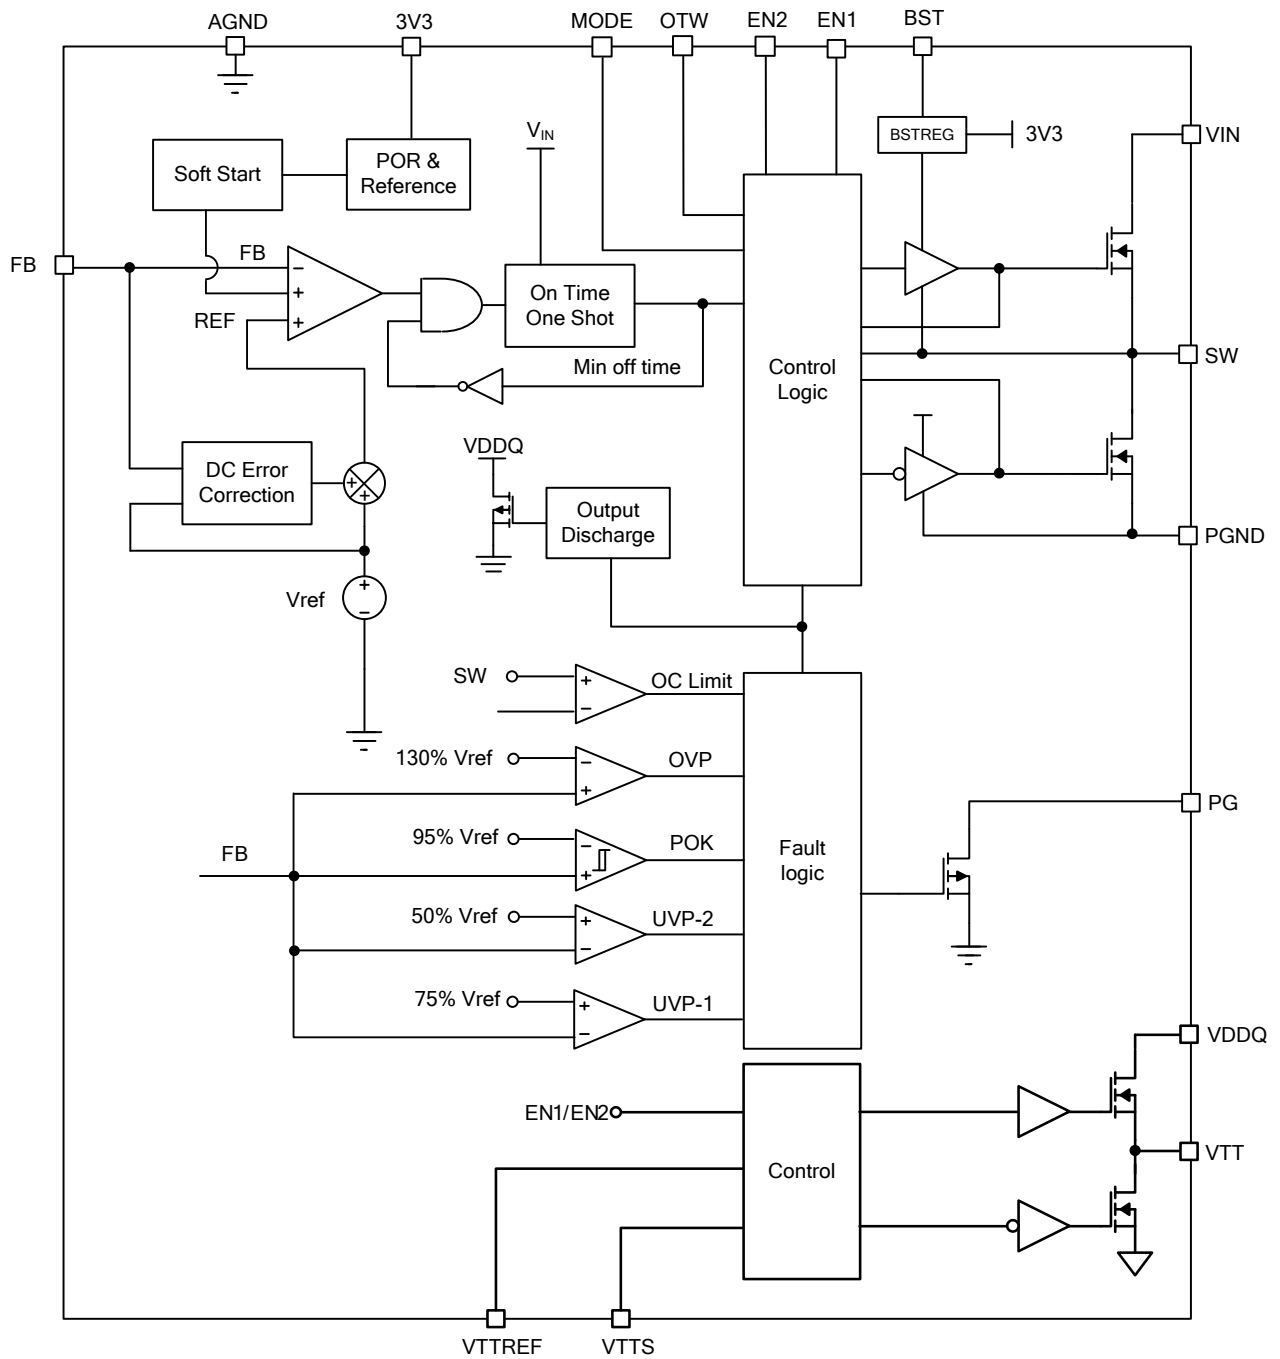 AGND
3V3
MODE
OTW
EN2
EN1
BST
VIN
BSTREG
3V3
VIN
Soft Start
POR &
Reference
FB
FB
−
+
+
REF
On Time
One Shot
Min off time
Control
Logic
SW
VDDQ
DC Error
Correction
+
+
Output
Discharge
PGND
Vref
+
−
SW
+
−
OC Limit
130% Vref
−
+
OVP
PG
95% Vref
−
+
POK
FB
Fault
logic
50% Vref
+
−
UVP-2
75% Vref
+
−
UVP-1
VDDQ
EN1/EN2
Control
VTT
VTTREF
VTTS